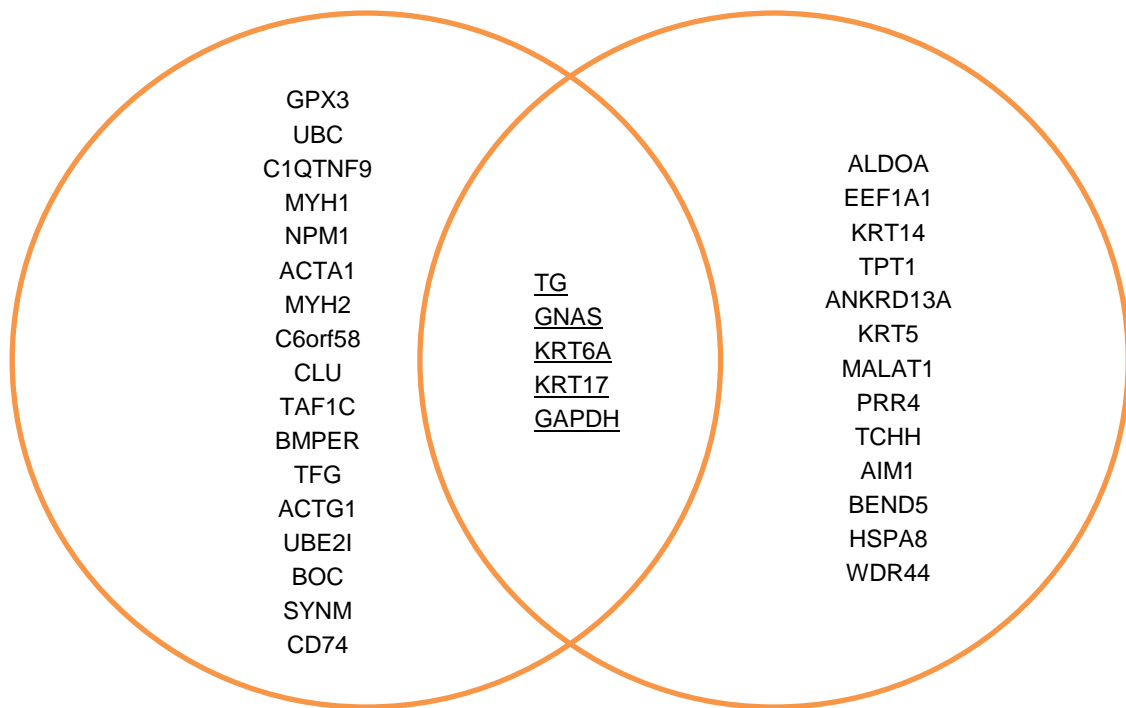 GPX3
UBC
C1QTNF9
MYH1
NPM1
ACTA1
MYH2
C6orf58
CLU
TAF1C
BMPER
TFG
ACTG1
UBE2I
BOC
SYNM
CD74
TG
GNAS
KRT6A
KRT17
GAPDH
ALDOA
EEF1A1
KRT14
TPT1
ANKRD13A
KRT5
MALAT1
PRR4
TCHH
AIM1
BEND5
HSPA8
WDR44